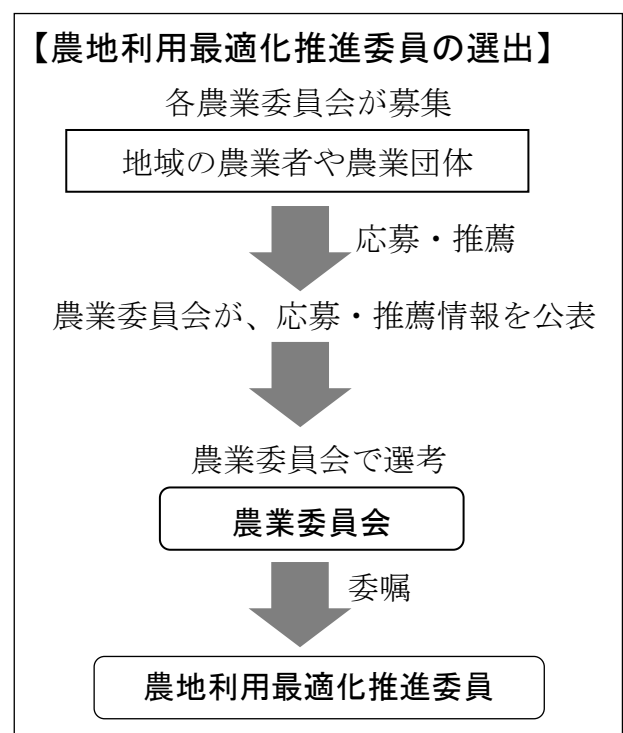 【農地利用最適化推進委員の選出】
各農業委員会が募集
地域の農業者や農業団体
応募・推薦
農業委員会が、応募・推薦情報を公表
農業委員会で選考
農業委員会
委嘱
農地利用最適化推進委員